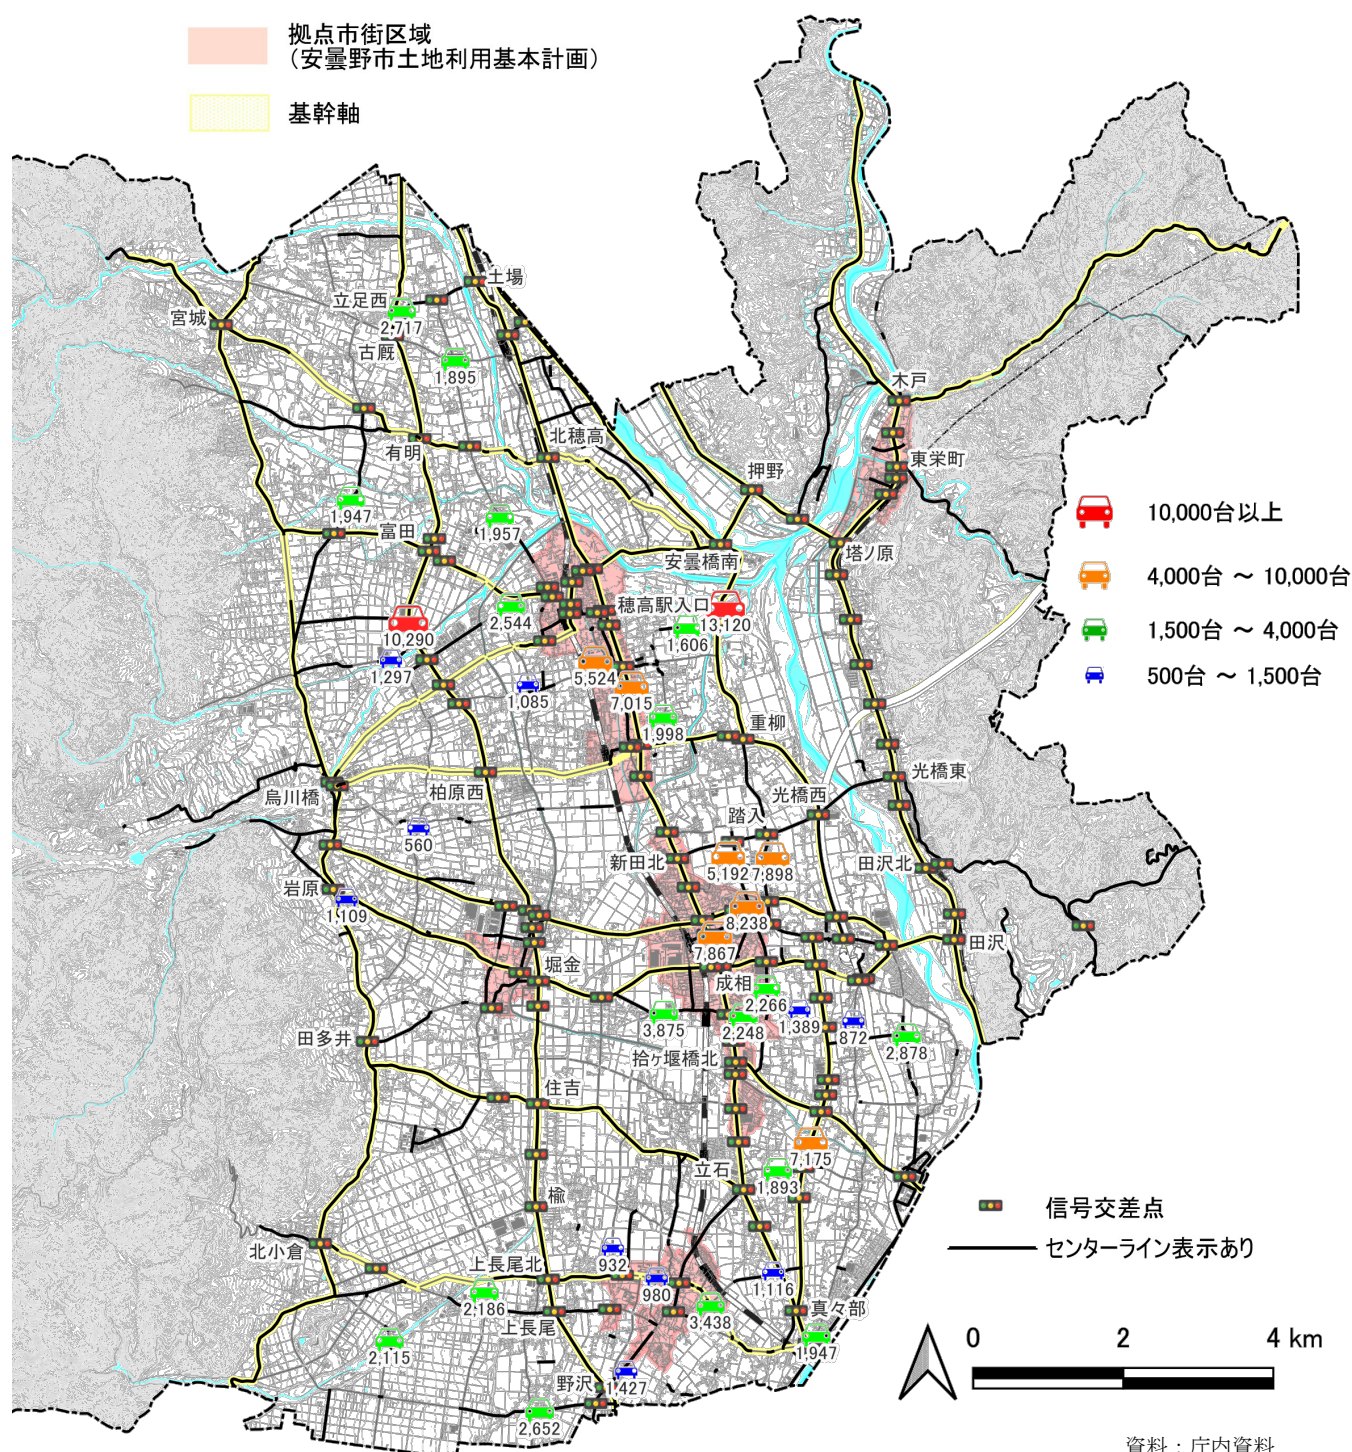 拠点市街区域
（安曇野市土地利用基本計画）
基幹軸
土場
立足西
宮城
2,717
古厩
1,895
木戸
北穂高
有明
東栄町
押野
1,947
1,957
富田
安曇橋南
塔ノ原
10,000台以上
4,000台 ～ 10,000台
1,500台 ～ 4,000台
500台 ～ 1,500台
穂高駅入口
2,544
13,120
10,290
1,606
1,297
5,524
1,085
7,015
重柳
1,998
光橋東
烏川橋
柏原西
光橋西
踏入
560
新田北
5,192
7,898
田沢北
岩原
1,109
8,238
田沢
7,867
堀金
成相
2,266
3,875
2,248
1,389
872
2,878
田多井
拾ヶ堰橋北
住吉
7,175
立石
1,893
楡
信号交差点
北小倉
センターライン表示あり
932
上長尾北
980
1,116
2,186
3,438
真々部
上長尾
2,115
1,947
0 2 4 km
野沢
1,427
2,652
資料：庁内資料